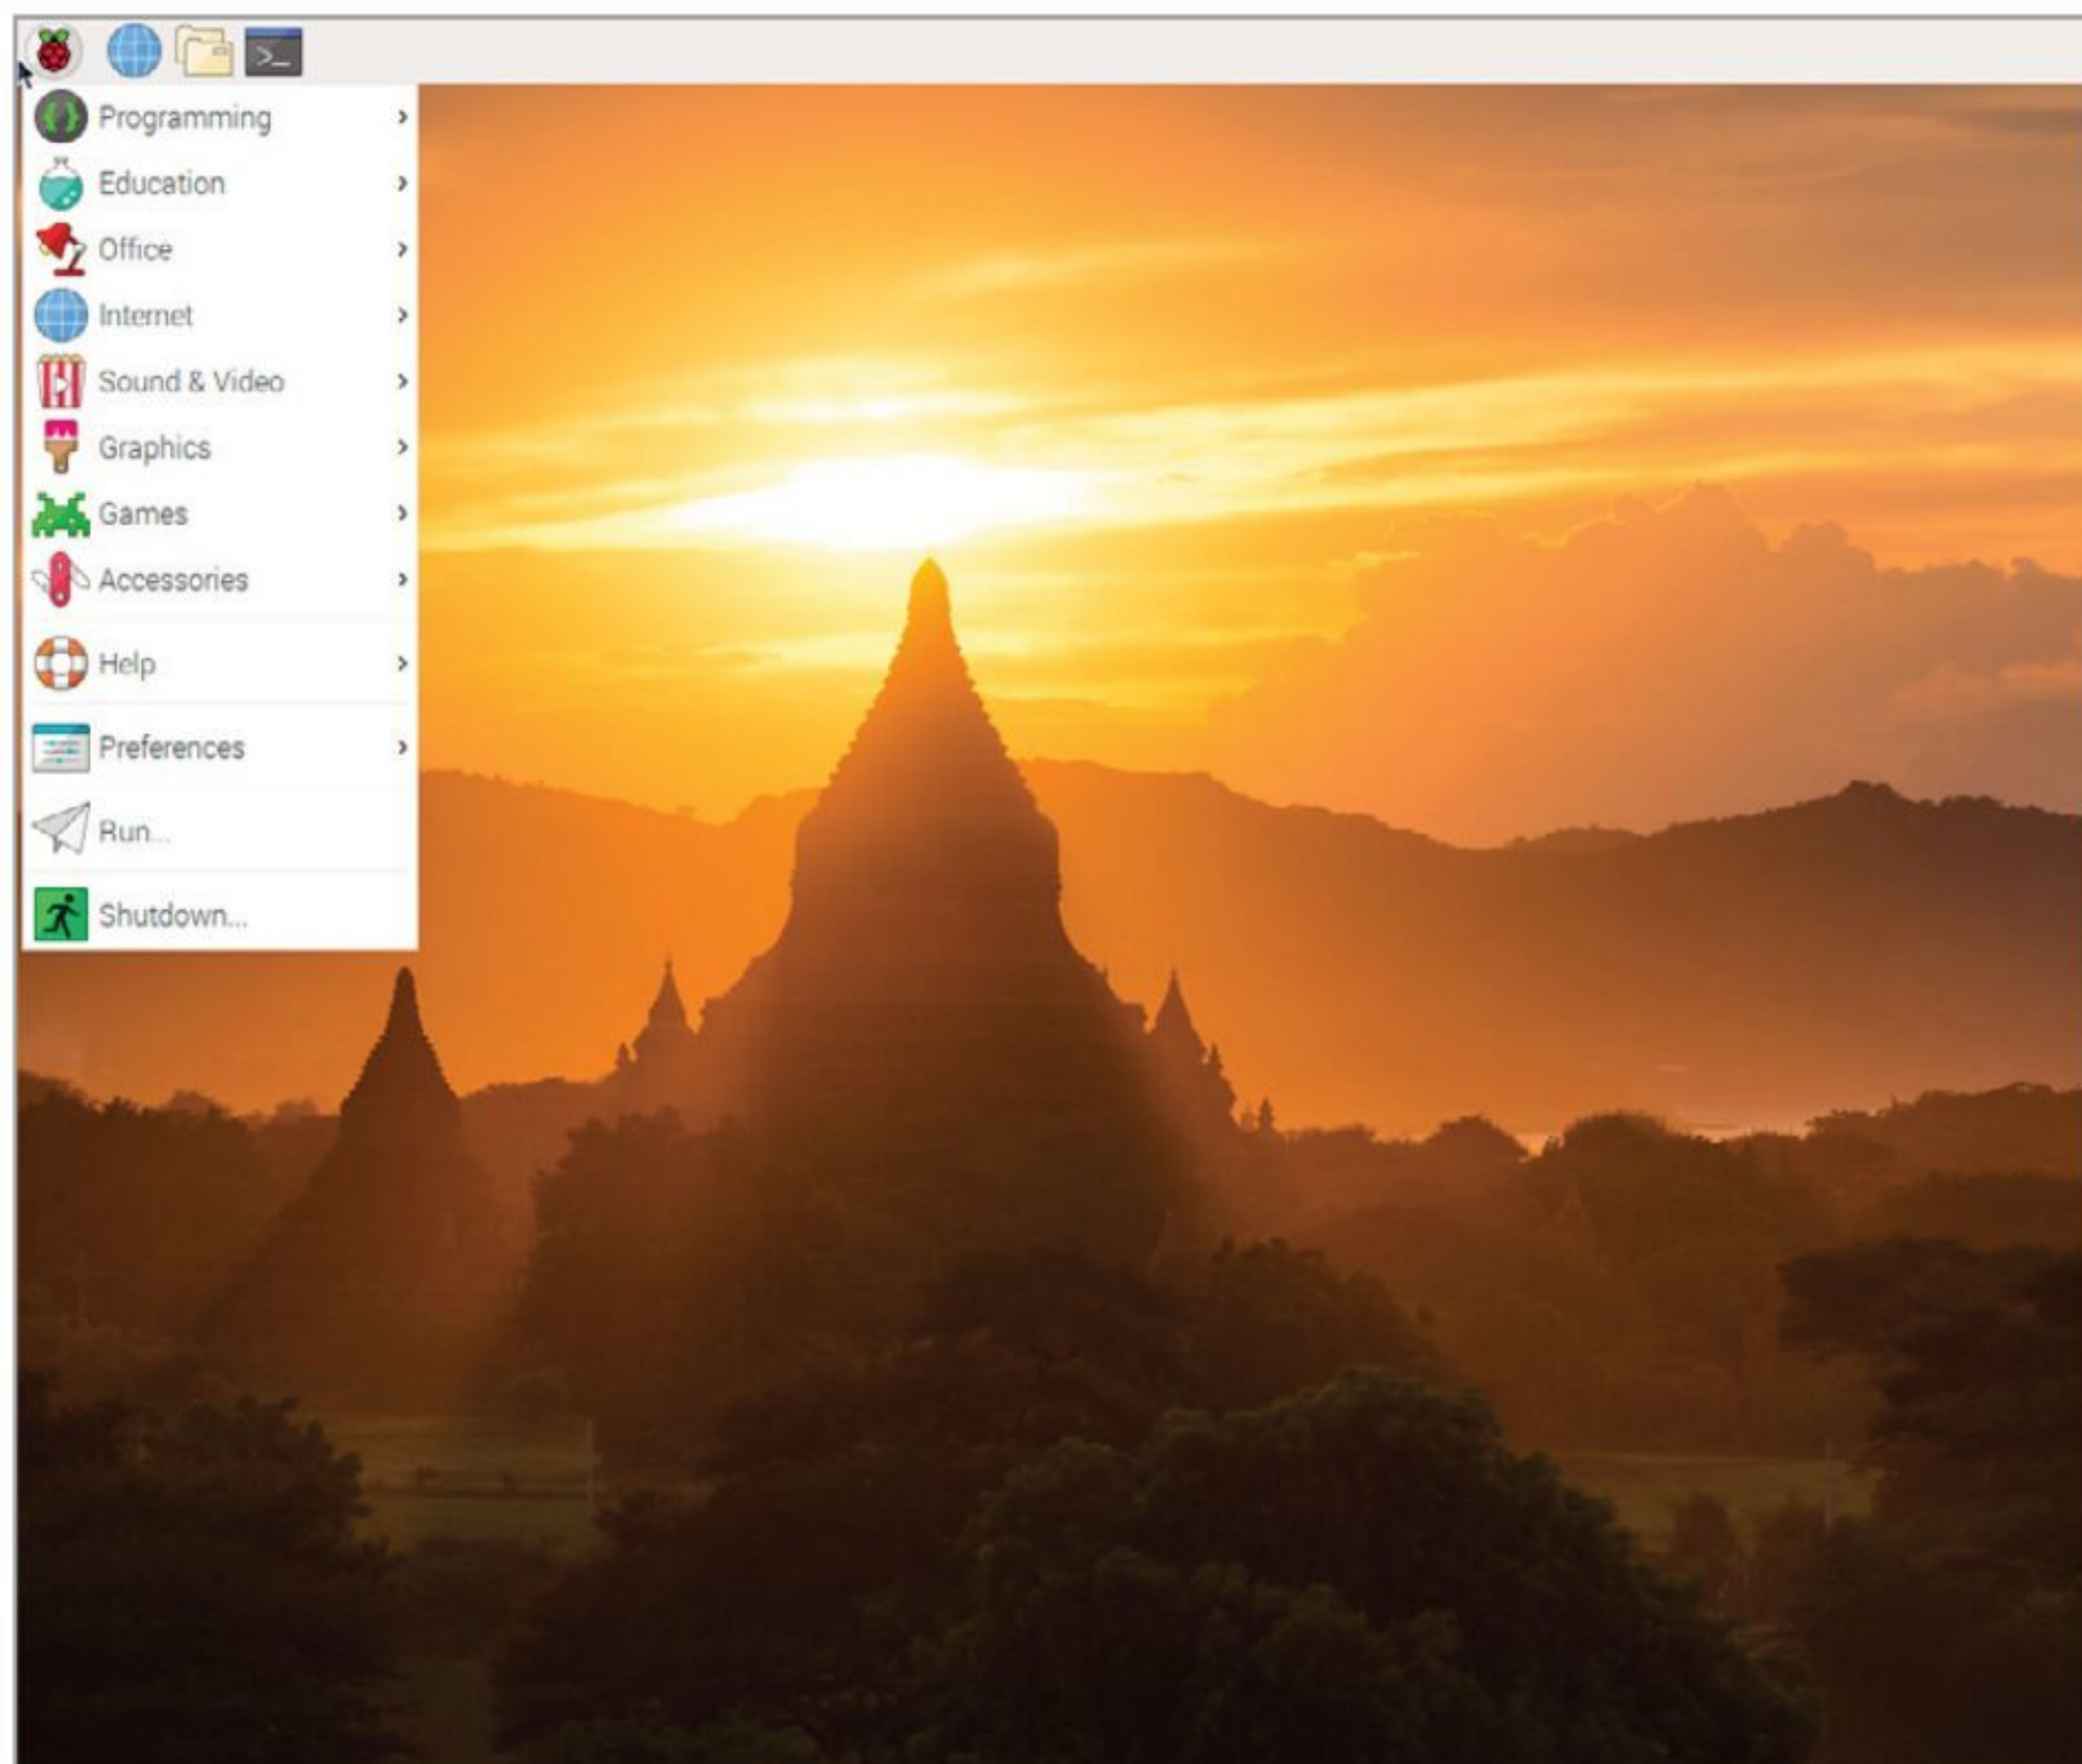 >_
Programming
Education
Office
Internet
Sound & Video
Graphics
Games
Accessories
Help
Preferences
Run...
Shutdown...